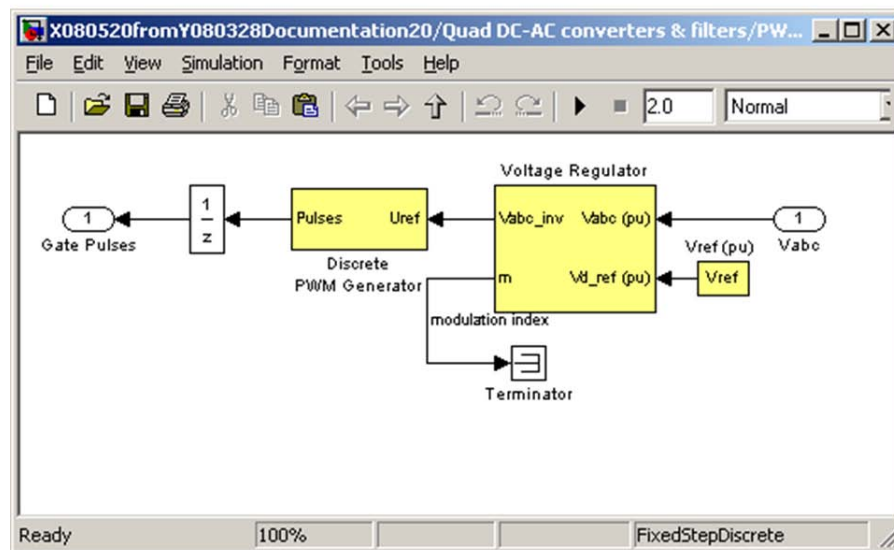 X080520fromY080328Documentation20/Quad DC-AC converters & filters/PW...
File Edit View Simulation Format Tools Help
2.0 Normal
Voltage Regulator
1
Gate Pulses
1
z
Pulses Uref
Discrete
PWM Generator
Vabc_inv Vabc (pu)
m Vd_ref (pu)
1
Vabc
Vref (pu)
Vref
modulation index
Terminator
Ready 100% FixedStepDiscrete